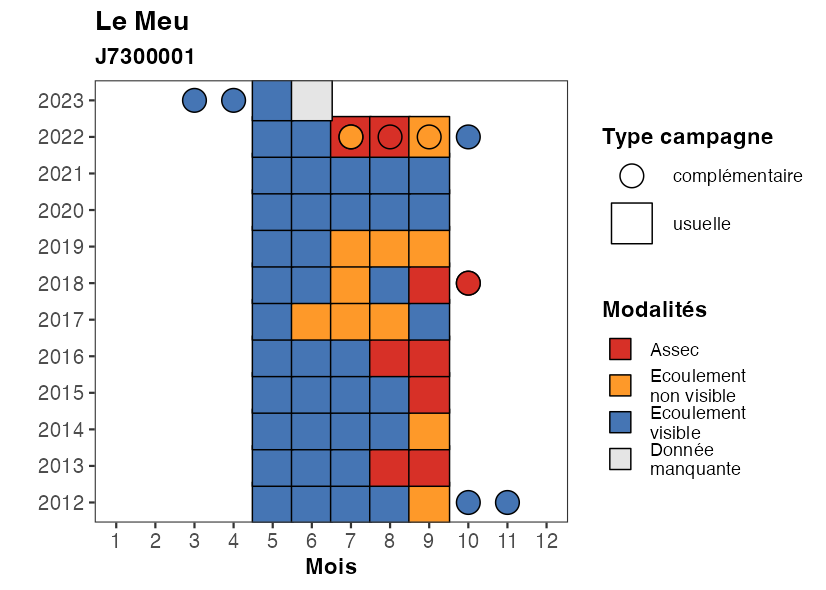 Le Meu
J7300001
2023
2022
2021
2020
2019
2018
2017
2016
2015
2014
2013
2012
1 2 3 4 5 6 7 8 9 10 11 12
Mois
Type campagne
complémentaire
usuelle
Modalités
Assec
Ecoulement
non visible
Ecoulement
visible
Donnée
manquante